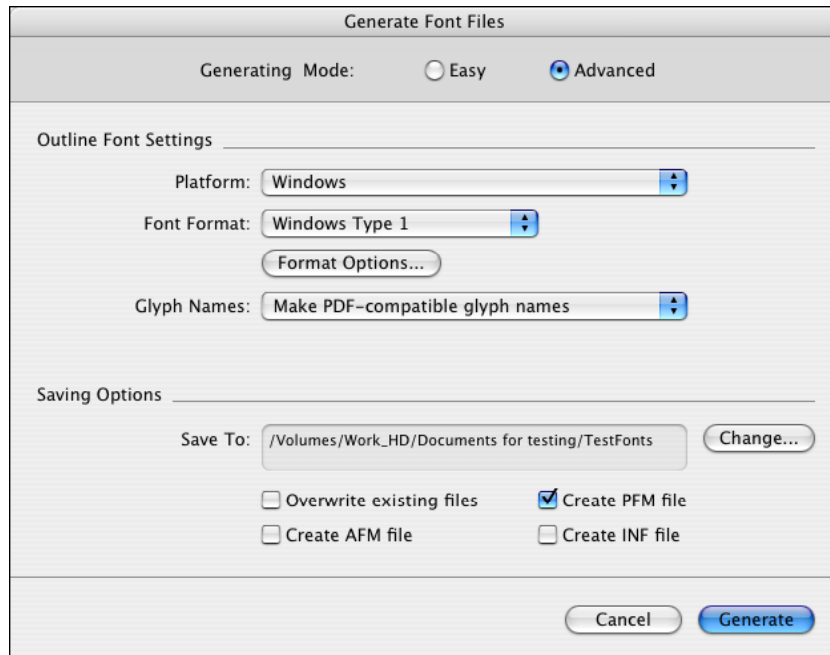 Generate Font Files
Generating Mode: Easy Advanced
Outline Font Settings
Platform: Windows
Font Format: Windows Type 1
Format Options...
Glyph Names: Make PDF-compatible glyph names
Saving Options
Save To: /Volumes/Work_HD/Documents for testing/TestFonts Change...
Overwrite existing files Create PFM file
Create AFM file Create INF file
Cancel Generate